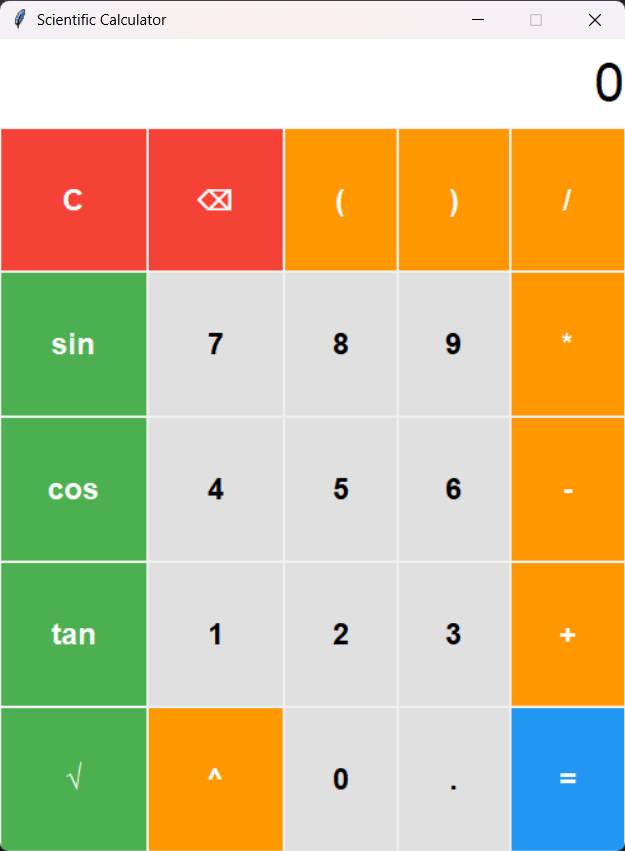 Scientific Calculator
0
C ⌫ ( ) /
sin 7 8 9 *
cos 4 5 6 -
tan 1 2 3 +
√ ^ 0 . =